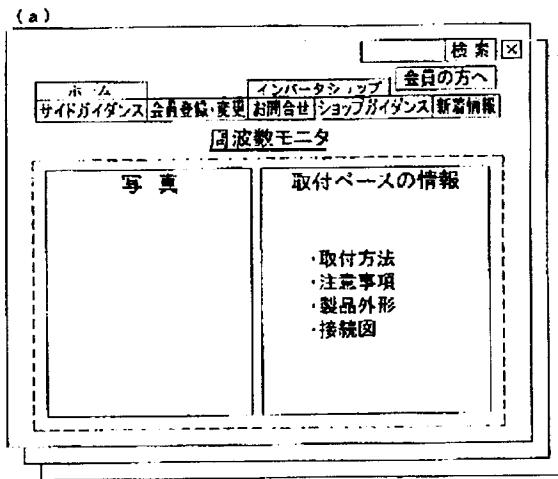 (a)
検索 ×
会員の方へ
ホーム インバータショップ
サイドガイダンス 会員登録・変更 お問合せ ショップガイダンス 新着情報
周波数モニタ
写真 取付ベースの情報
・取付方法
・注意事項
・製品外形
・接続図